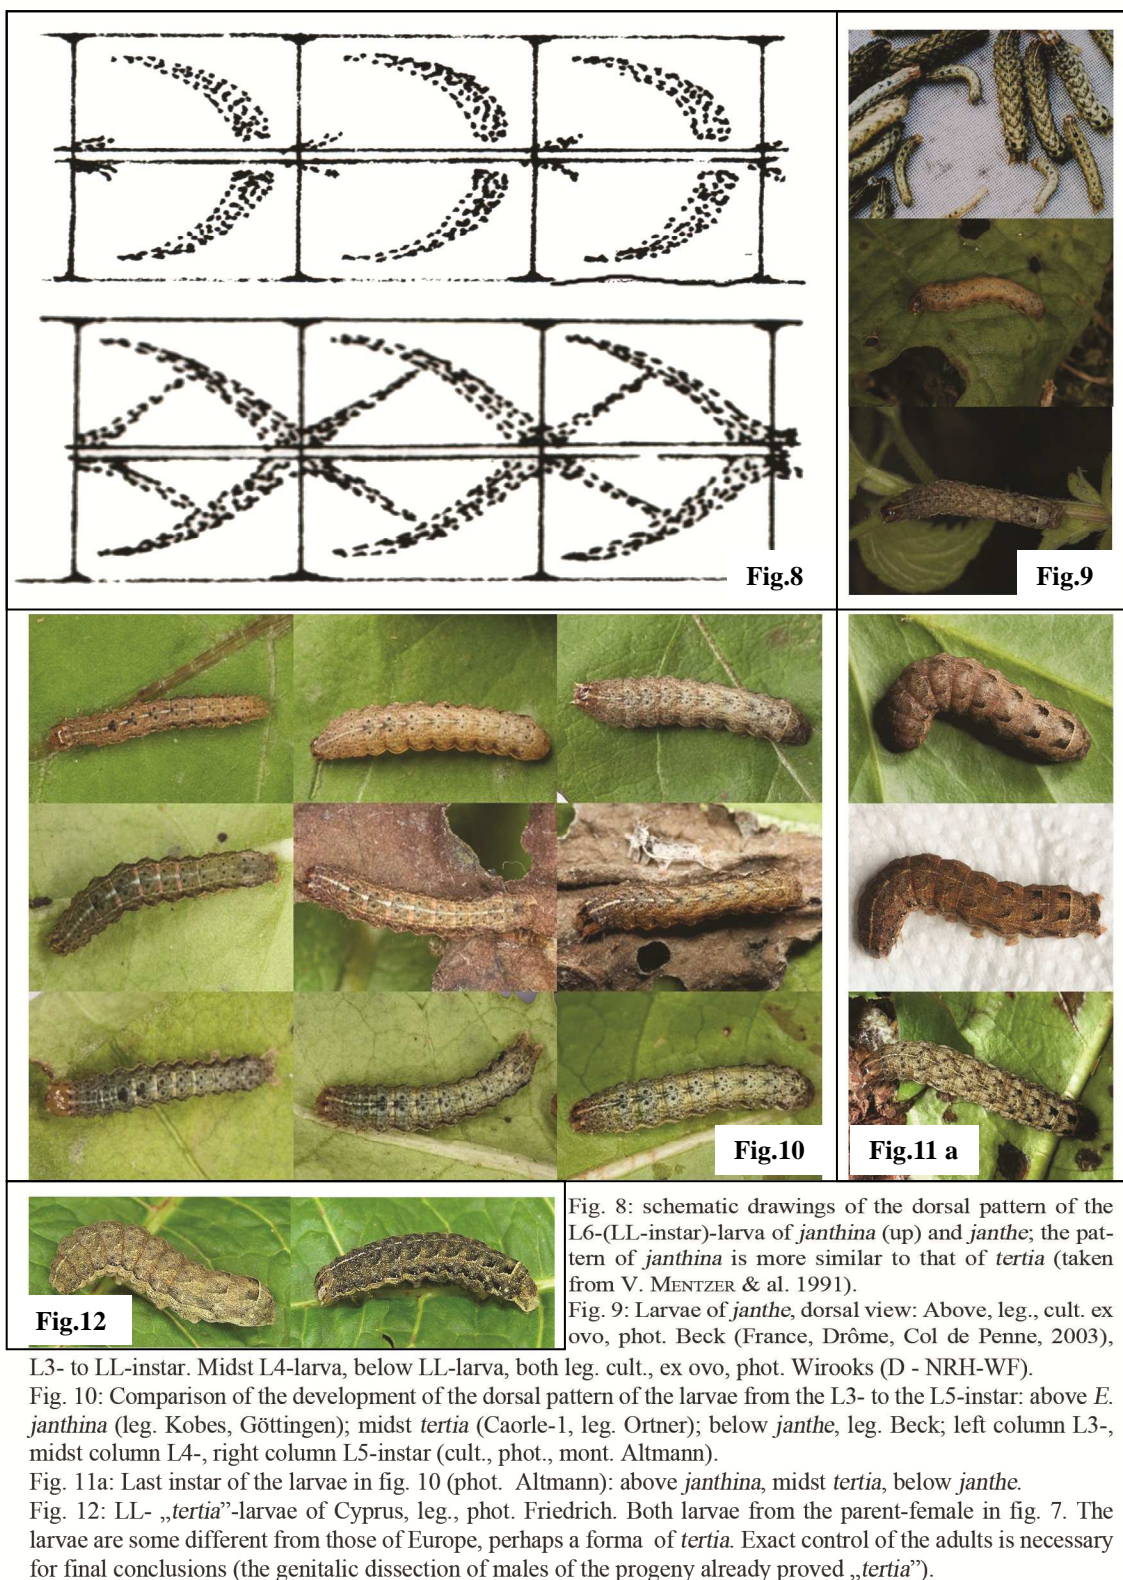 Fig.8
Fig.9
Fig.10
Fig.11 a
Fig.12
Fig. 8: schematic drawings of the dorsal pattern of the
L6-(LL-instar)-larva of janthina (up) and janthe; the pat-
tern of janthina is more similar to that of tertia (taken
from V. MENTZER & al. 1991).
Fig. 9: Larvae of janthe, dorsal view: Above, leg., cult. ex
ovo, phot. Beck (France, Drôme, Col de Penne, 2003),
L3- to LL-instar. Midst L4-larva, below LL-larva, both leg. cult., ex ovo, phot. Wirooks (D - NRH-WF).
Fig. 10: Comparison of the development of the dorsal pattern of the larvae from the L3- to the L5-instar: above E.
janthina (leg. Kobes, Göttingen); midst tertia (Caorle-1, leg. Ortner); below janthe, leg. Beck; left column L3-,
midst column L4-, right column L5-instar (cult., phot., mont. Altmann).
Fig. 11a: Last instar of the larvae in fig. 10 (phot. Altmann): above janthina, midst tertia, below janthe.
Fig. 12: LL- „tertia”-larvae of Cyprus, leg., phot. Friedrich. Both larvae from the parent-female in fig. 7. The
larvae are some different from those of Europe, perhaps a forma of tertia. Exact control of the adults is necessary
for final conclusions (the genitalic dissection of males of the progeny already proved „tertia”).